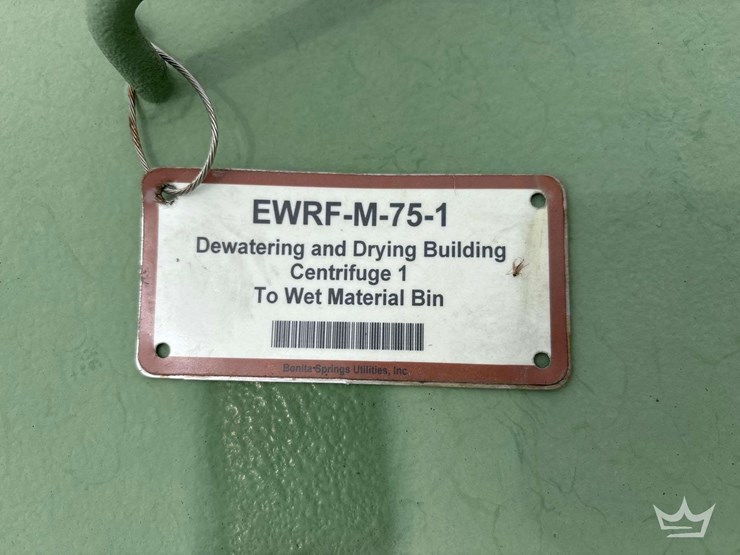 EWRF-M-75-1
Dewatering and Drying Building
Centrifuge 1
To Wet Material Bin
Bonita Springs Utilities, Inc